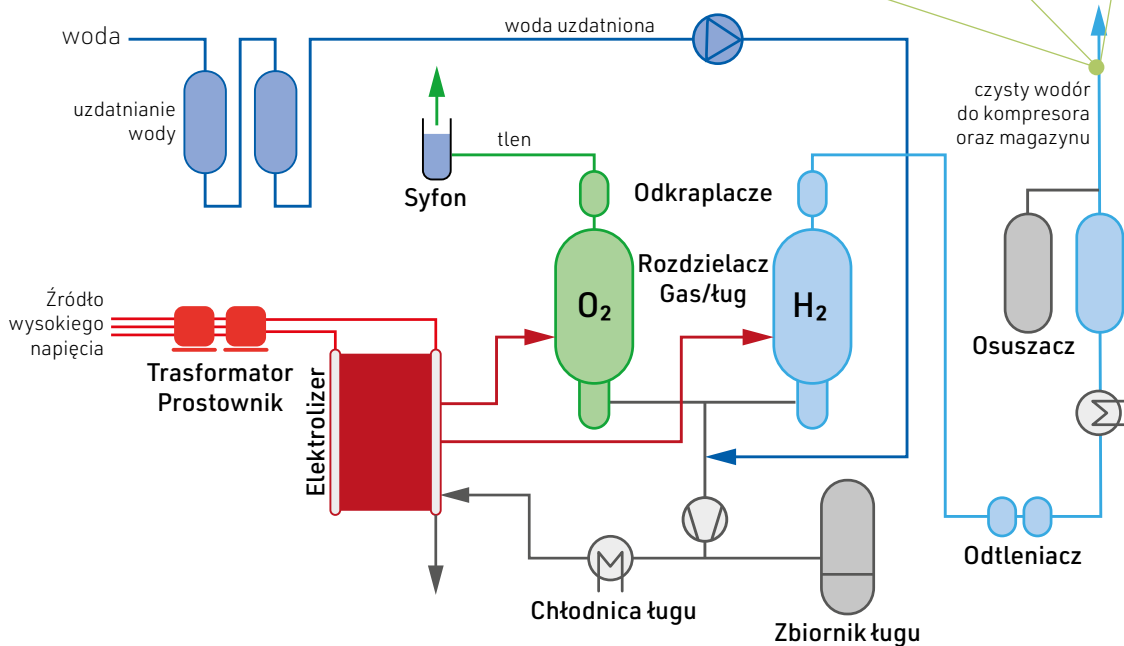 woda
woda uzdatniona
uzdatnianie
wody
czysty wodór
do kompresora
oraz magazynu
tlen
Syfon
Odkraplacze
Rozdzielacz
Gas/ług
O₂
H₂
Źródło
wysokiego
napięcia
Trasformator
Prostownik
Elektrolizer
Osuszacz
Odtleniacz
Chłodnica ługu
Zbiornik ługu